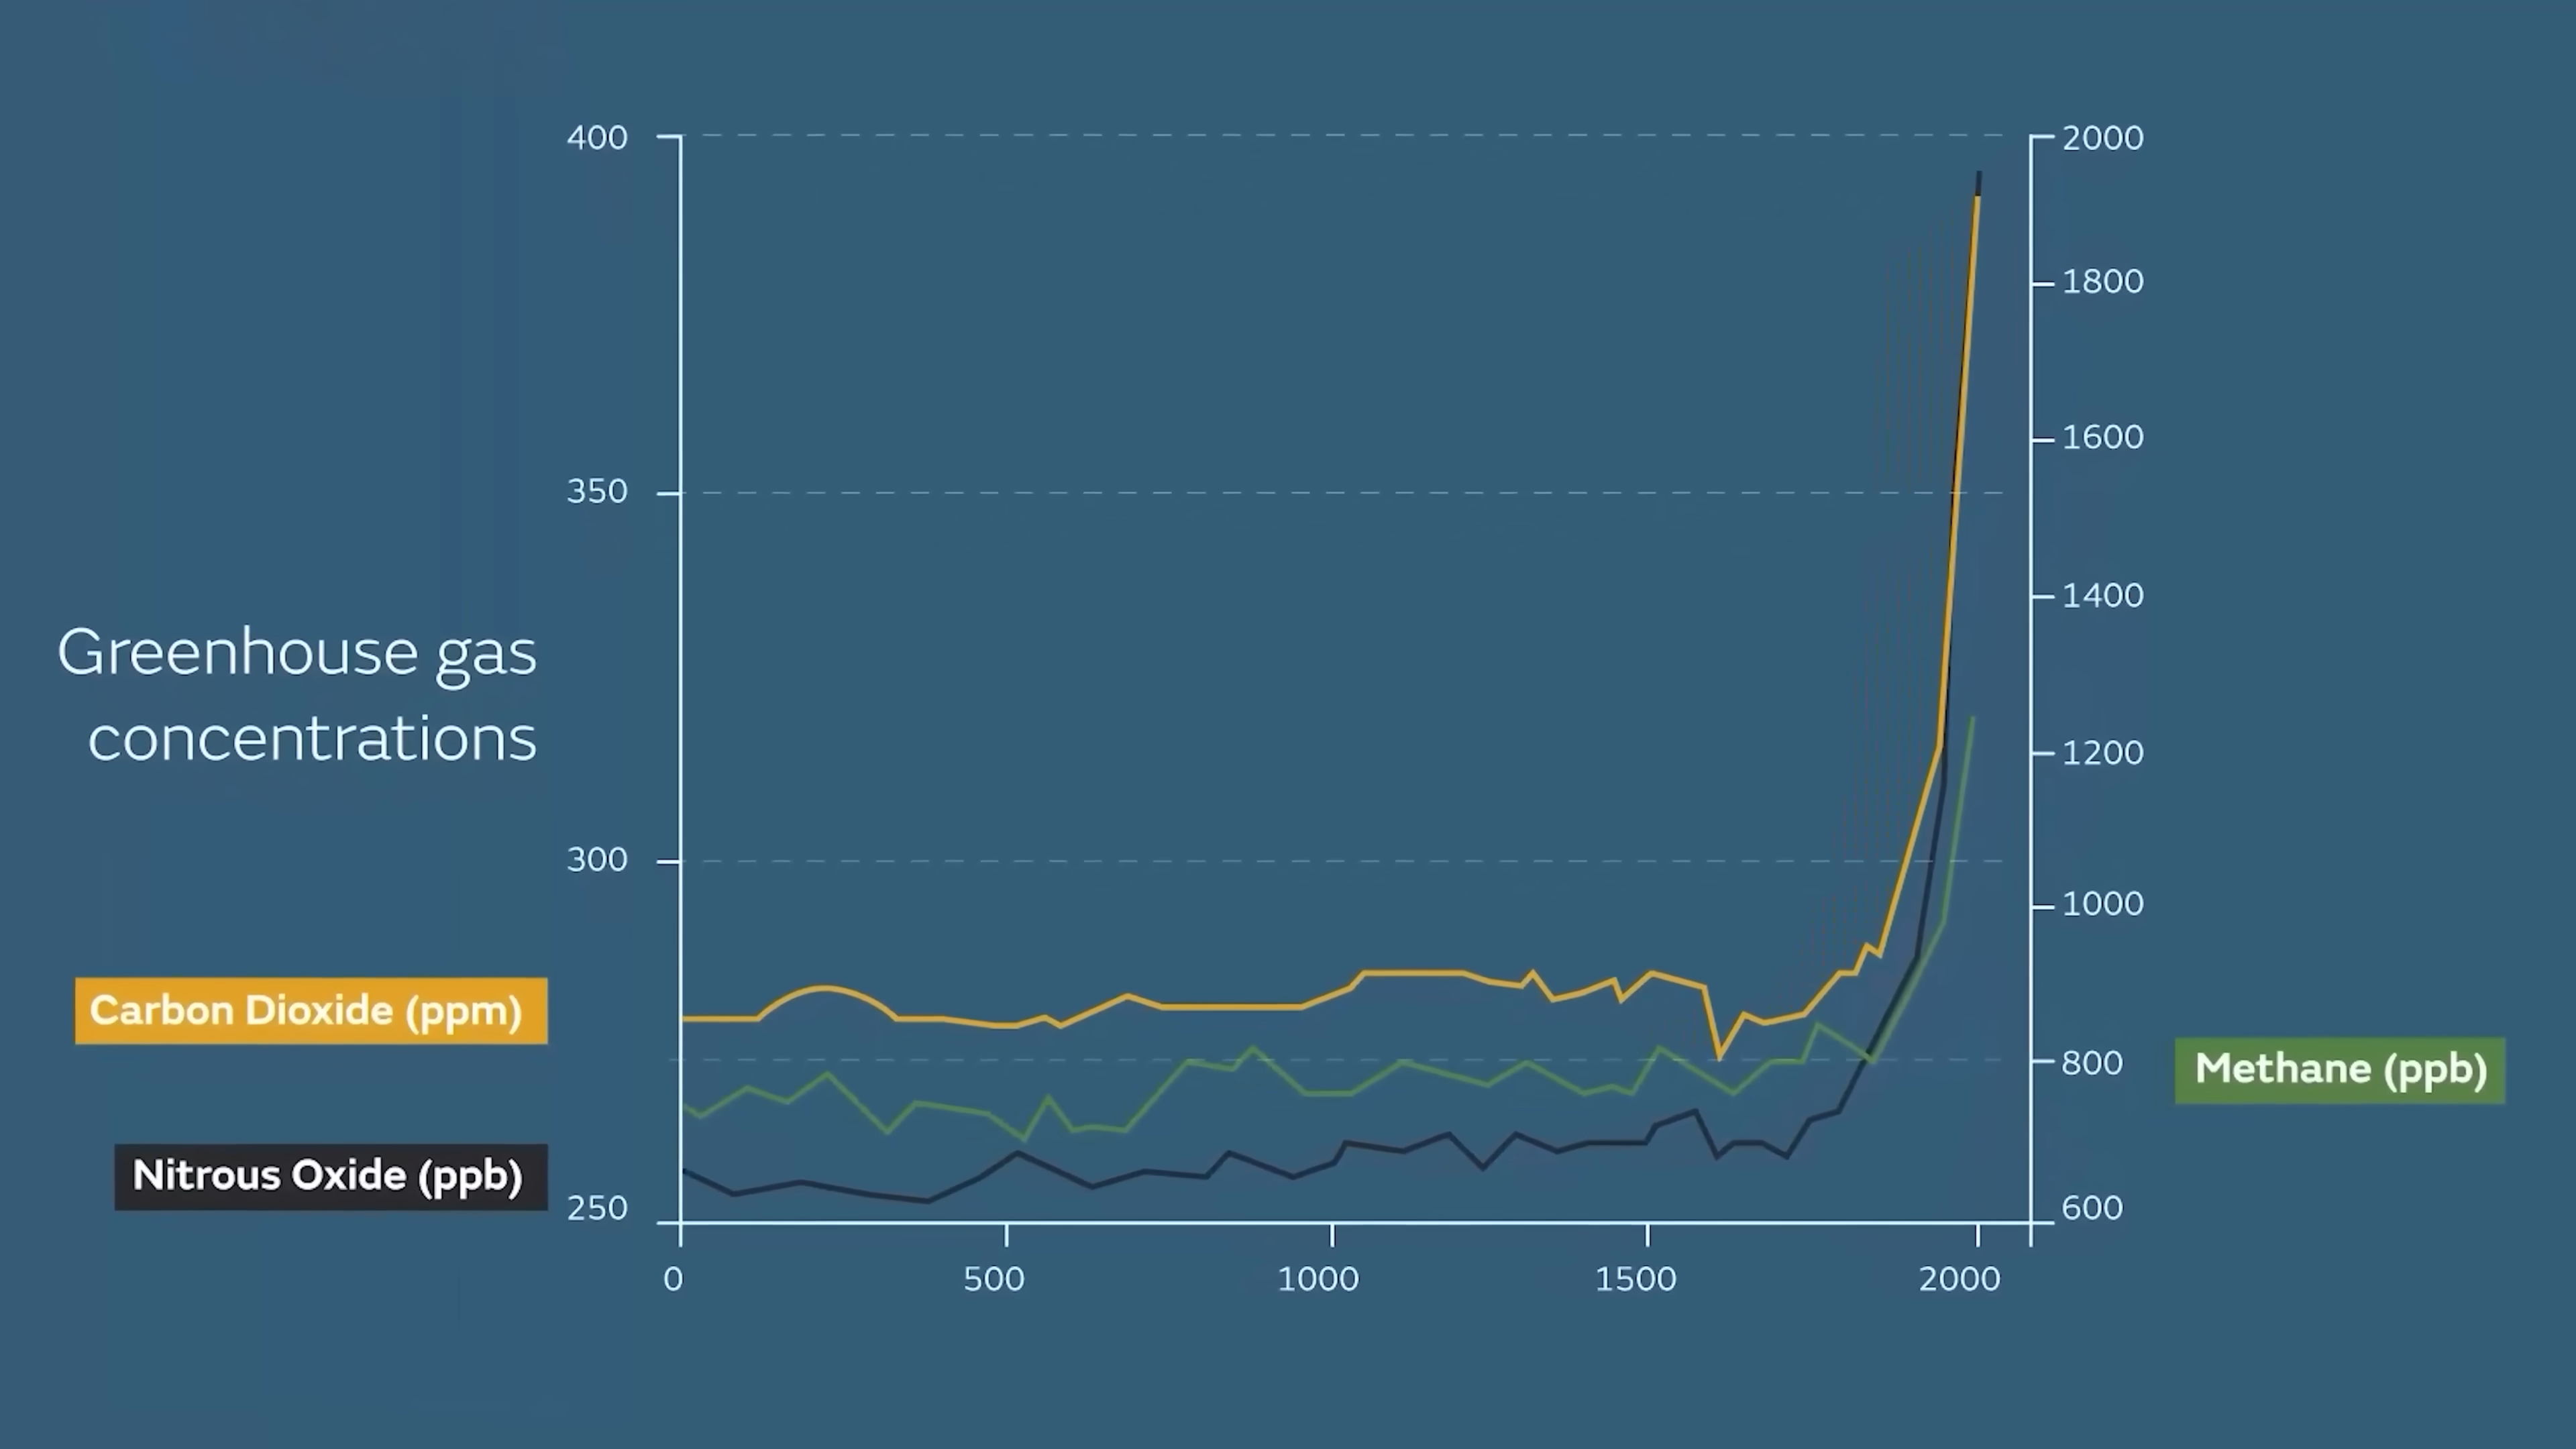 400
350
300
250
Greenhouse gas
concentrations
Carbon Dioxide (ppm)
Nitrous Oxide (ppb)
2000
1800
1600
1400
1200
1000
800
600
Methane (ppb)
0 500 1000 1500 2000